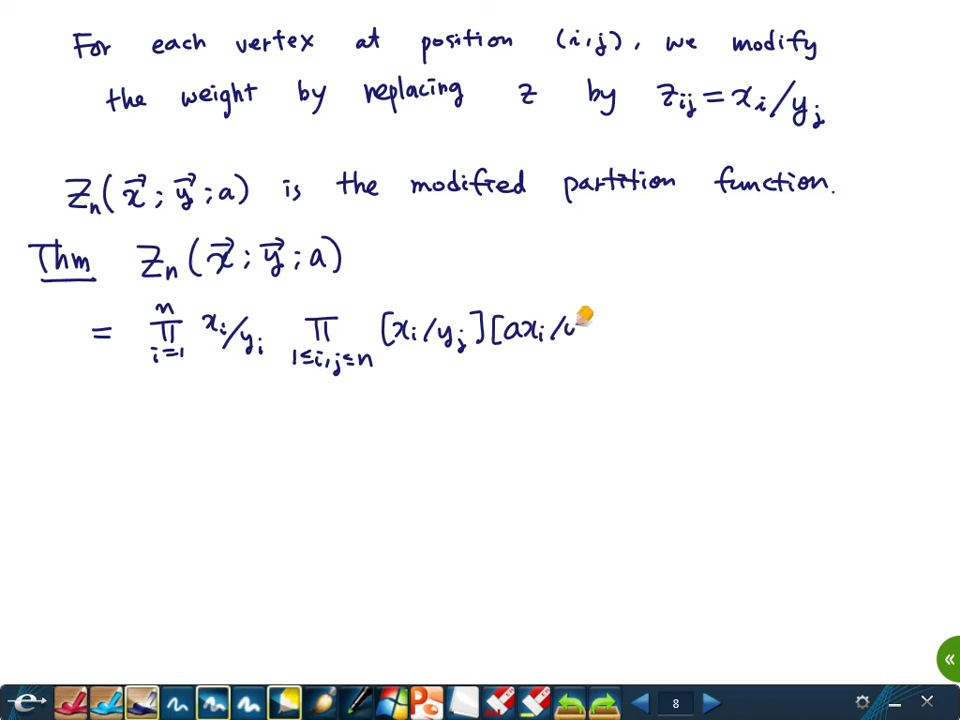 For each vertex at position (i,j), we modify
the weight by replacing z by z_ij = x_i/y_j
Z_n(x⃗; y⃗; a) is the modified partition function.
Thm Z_n(x⃗; y⃗; a)
= ∏_{i=1}^{n} x_i/y_i ∏_{1≤i,j≤n} [x_i/y_j][ax_i/
8